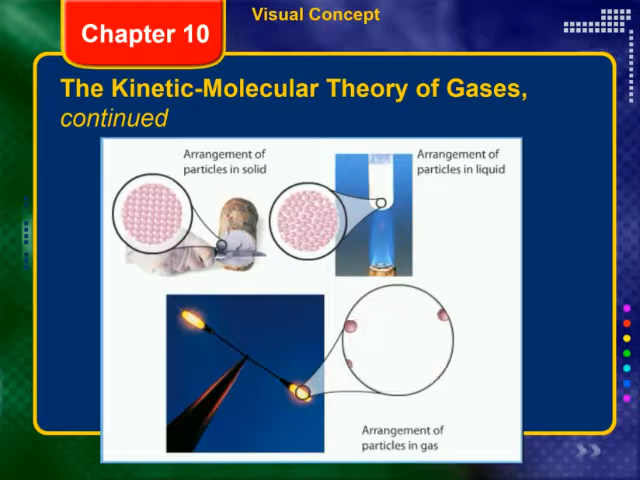 Visual Concept
Chapter 10
The Kinetic-Molecular Theory of Gases,
continued
Arrangement of
particles in solid
Arrangement of
particles in liquid
Arrangement of
particles in gas